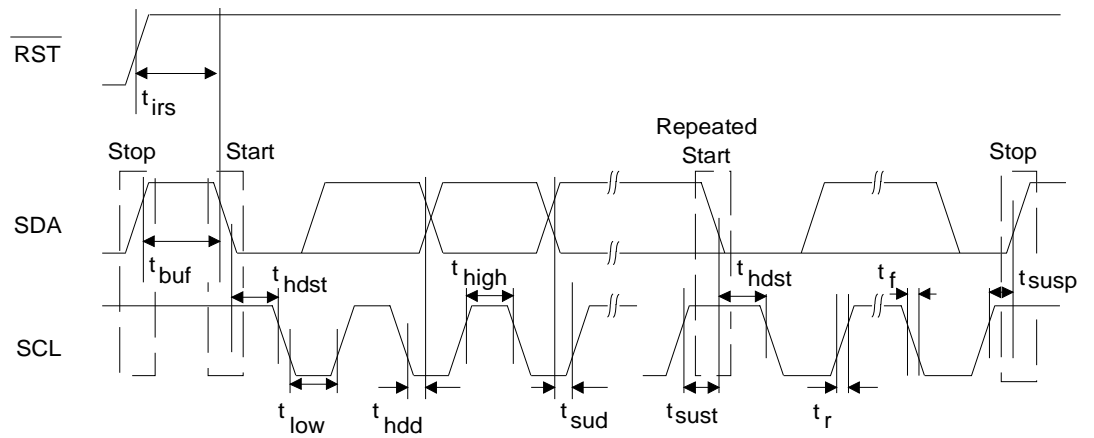 RST
t irs
Repeated
Stop Start Start Stop
SDA
t buf t hdst t high t hdst t f t susp
SCL
t low t hdd t sud t sust t r